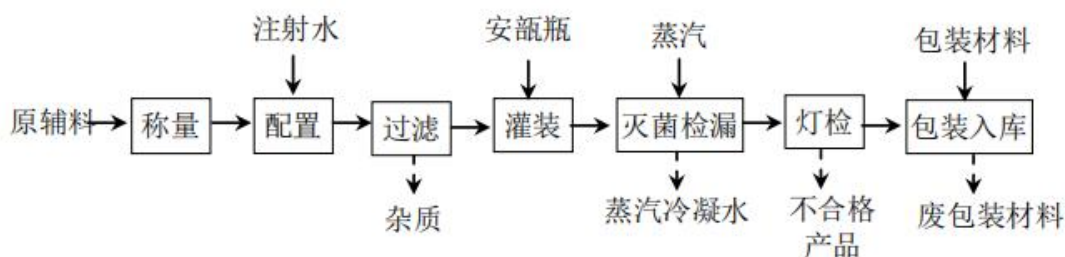 注射水
安瓿瓶
蒸汽
包装材料
原辅料
称量
配置
过滤
灌装
灭菌检漏
灯检
包装入库
杂质
蒸汽冷凝水
不合格
产品
废包装材料